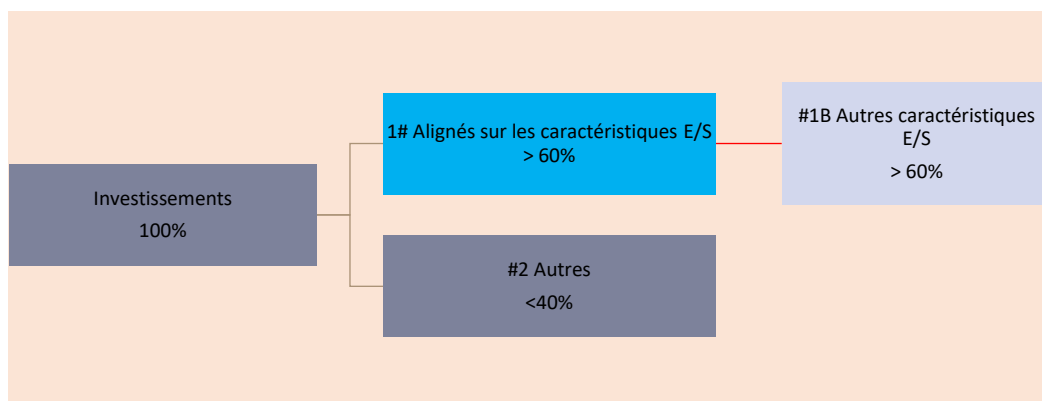 Investissements
100%
1# Alignés sur les caractéristiques E/S
> 60%
#2 Autres
<40%
#1B Autres caractéristiques
E/S
> 60%